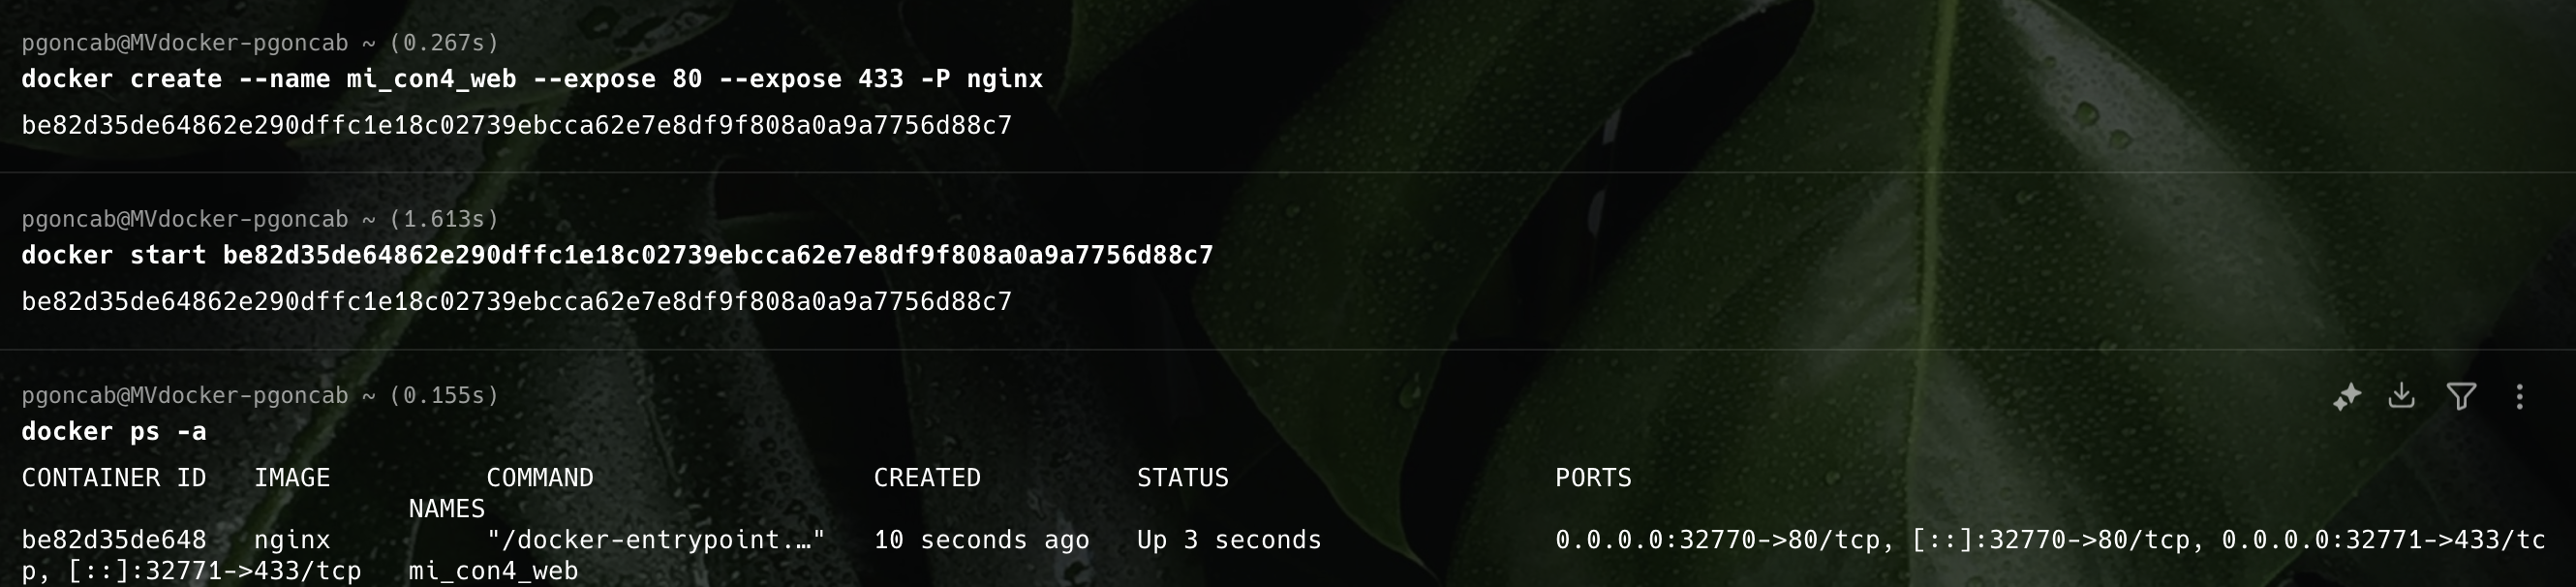 pgoncab@MVdocker-pgoncab ~ (0.267s)
docker create --name mi_con4_web --expose 80 --expose 433 -P nginx
be82d35de64862e290dffc1e18c02739ebcca62e7e8df9f808a0a9a7756d88c7
pgoncab@MVdocker-pgoncab ~ (1.613s)
docker start be82d35de64862e290dffc1e18c02739ebcca62e7e8df9f808a0a9a7756d88c7
be82d35de64862e290dffc1e18c02739ebcca62e7e8df9f808a0a9a7756d88c7
pgoncab@MVdocker-pgoncab ~ (0.155s)
docker ps -a
CONTAINER ID   IMAGE          COMMAND                  CREATED          STATUS                     PORTS
                         NAMES
be82d35de648   nginx          "/docker-entrypoint.…"   10 seconds ago   Up 3 seconds               0.0.0.0:32770->80/tcp, [::]:32770->80/tcp, 0.0.0.0:32771->433/tc
p, [::]:32771->433/tcp   mi_con4_web